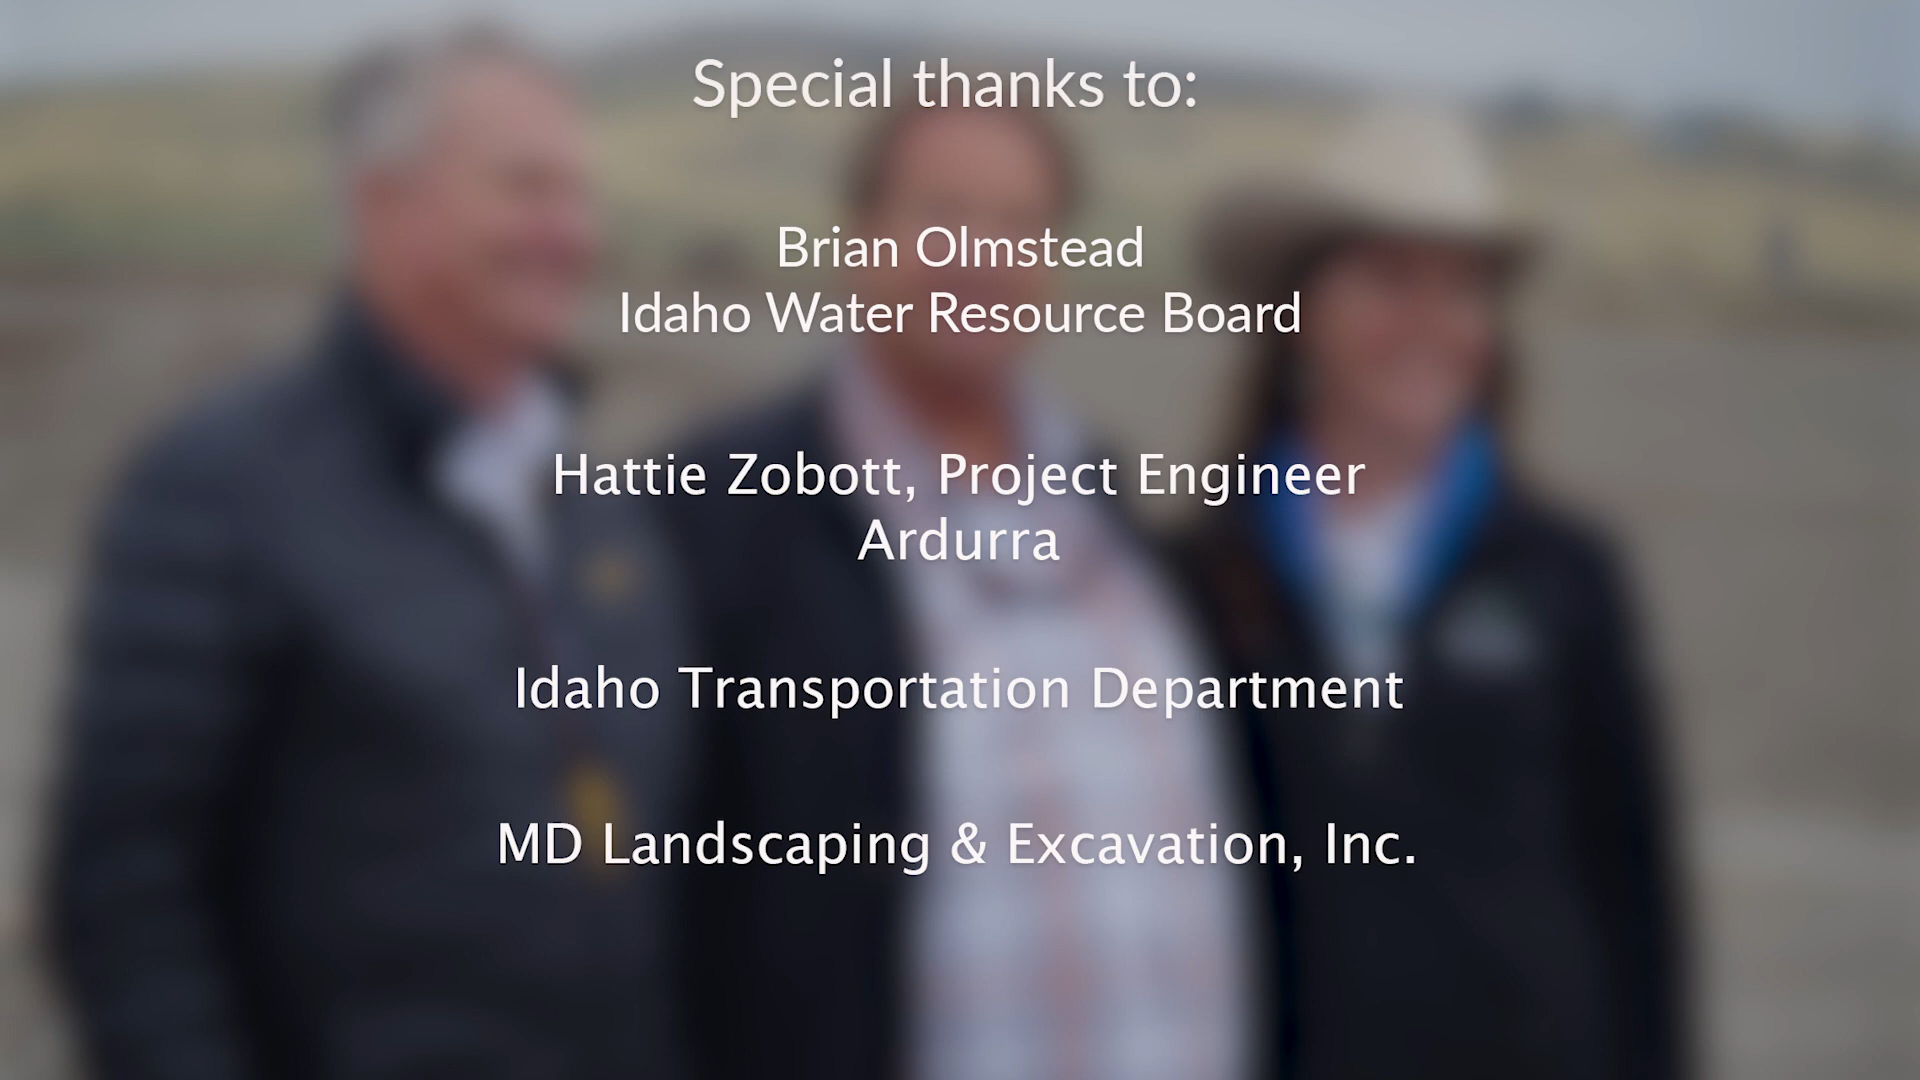 Special thanks to:
Brian Olmstead
Idaho Water Resource Board
Hattie Zobott, Project Engineer
Ardurra
Idaho Transportation Department
MD Landscaping & Excavation, Inc.